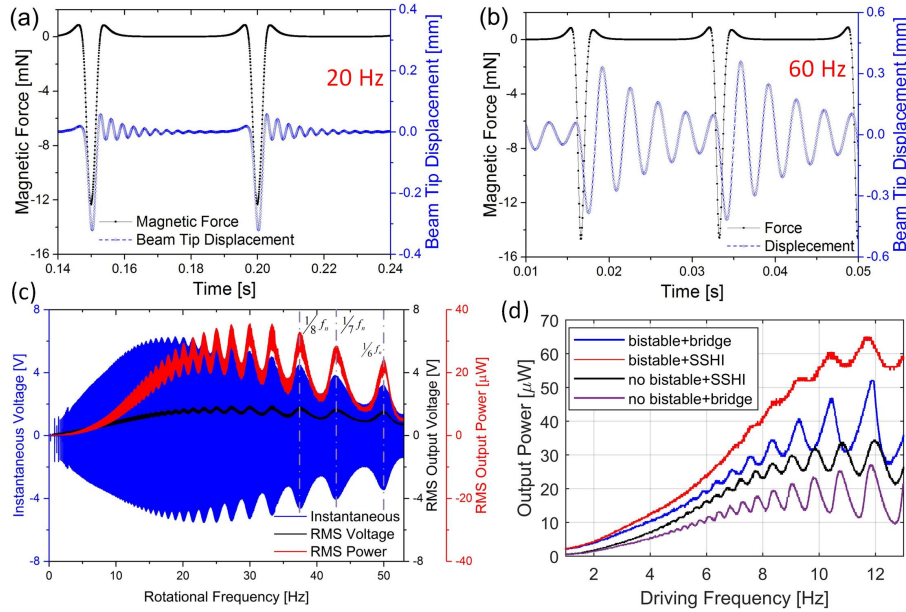 (a)
20 Hz
Magnetic Force [mN]
Beam Tip Displacement [mm]
0
-4
-8
-12
-16
0.4
0.2
0.0
-0.2
-0.4
Magnetic Force
Beam Tip Displacement
0.14 0.16 0.18 0.20 0.22 0.24
Time [s]
(b)
60 Hz
Magnetic Force [mN]
Beam Tip Displacement [mm]
0
-4
-8
-12
-16
0.6
0.3
0.0
-0.3
-0.6
Force
Displecement
0.01 0.02 0.03 0.04 0.05
Time [s]
(c)
1/8 fn
1/7 fn
1/6 fn
Instantaneous Voltage [V]
RMS Output Voltage [V]
RMS Output Power [μW]
8
4
0
-4
-8
8
4
0
-4
-8
40
20
0
-20
-40
Instantaneous
RMS Voltage
RMS Power
0 10 20 30 40 50
Rotational Frequency [Hz]
(d)
Output Power [μW]
70
60
50
40
30
20
10
0
bistable+bridge
bistable+SSHI
no bistable+SSHI
no bistable+bridge
2 4 6 8 10 12
Driving Frequency [Hz]